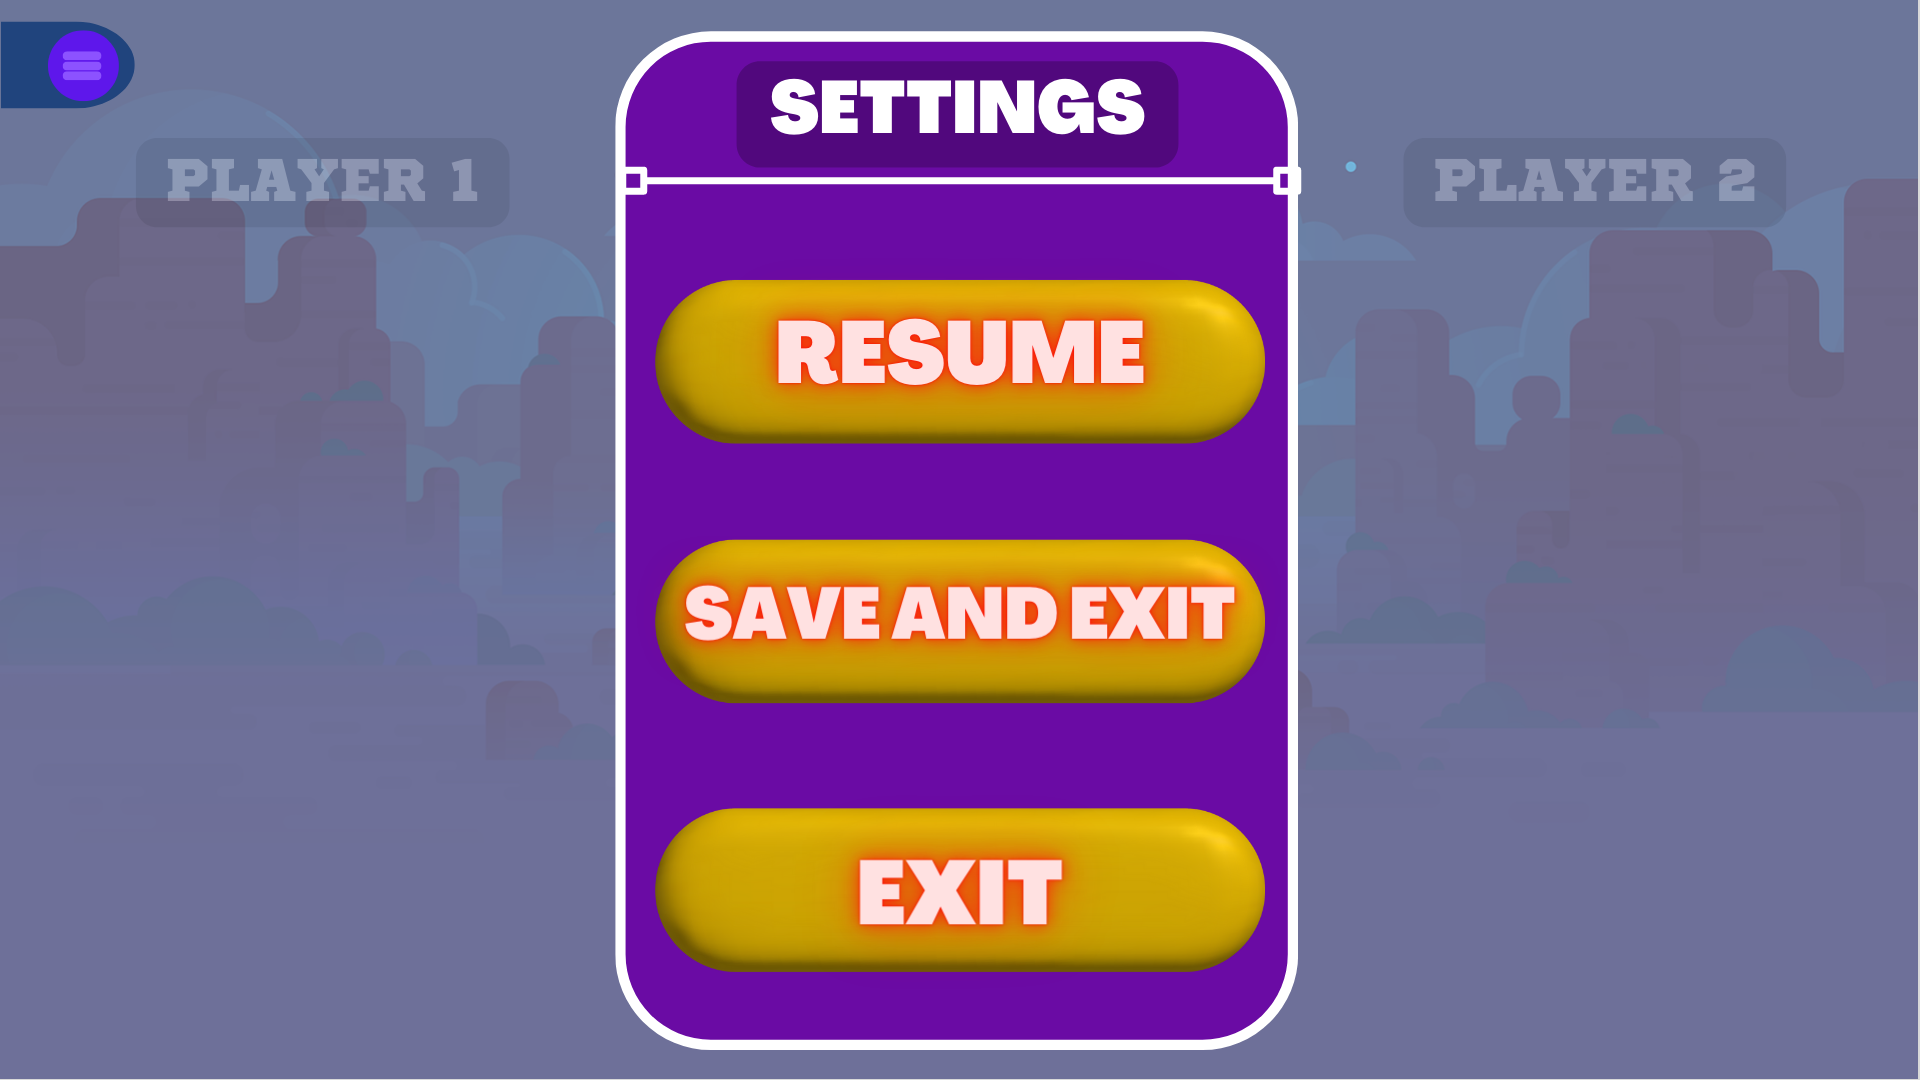 SETTINGS
PLAYER 1
PLAYER 2
RESUME
SAVE AND EXIT
EXIT